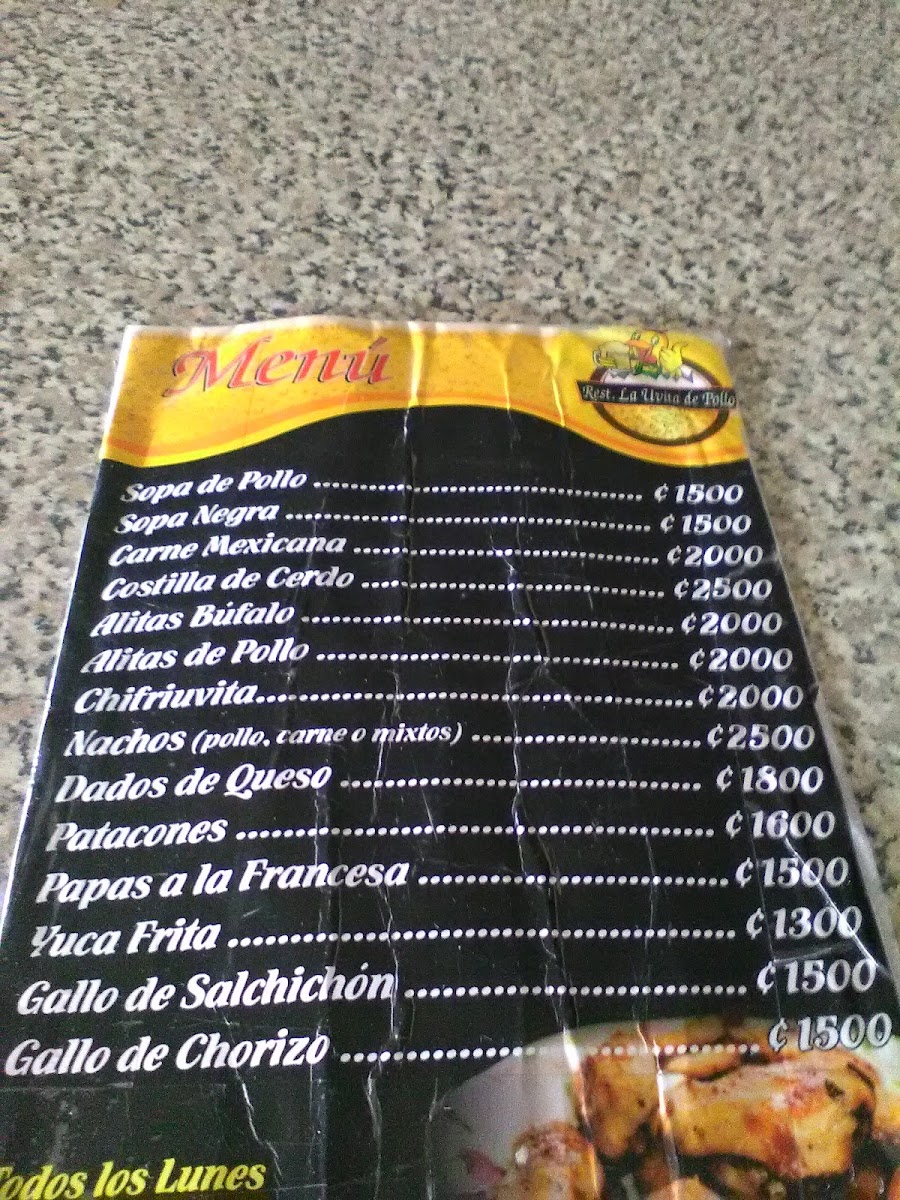 Menú
Rest. La Uvita de Pollo
Sopa de Pollo ........................................ ¢1500
Sopa Negra ........................................ ¢1500
Carne Mexicana ........................................ ¢2000
Costilla de Cerdo ........................................ ¢2500
Alitas Búfalo ........................................ ¢2000
Alitas de Pollo ........................................ ¢2000
Chifriuvita........................................ ¢2000
Nachos (pollo, carne o mixtos) ........................ ¢2500
Dados de Queso ........................................ ¢1800
Patacones ........................................ ¢1600
Papas a la Francesa ................................ ¢1500
Yuca Frita ........................................ ¢1300
Gallo de Salchichón ................................ ¢1500
Gallo de Chorizo ................................ ¢1500
Todos los Lunes